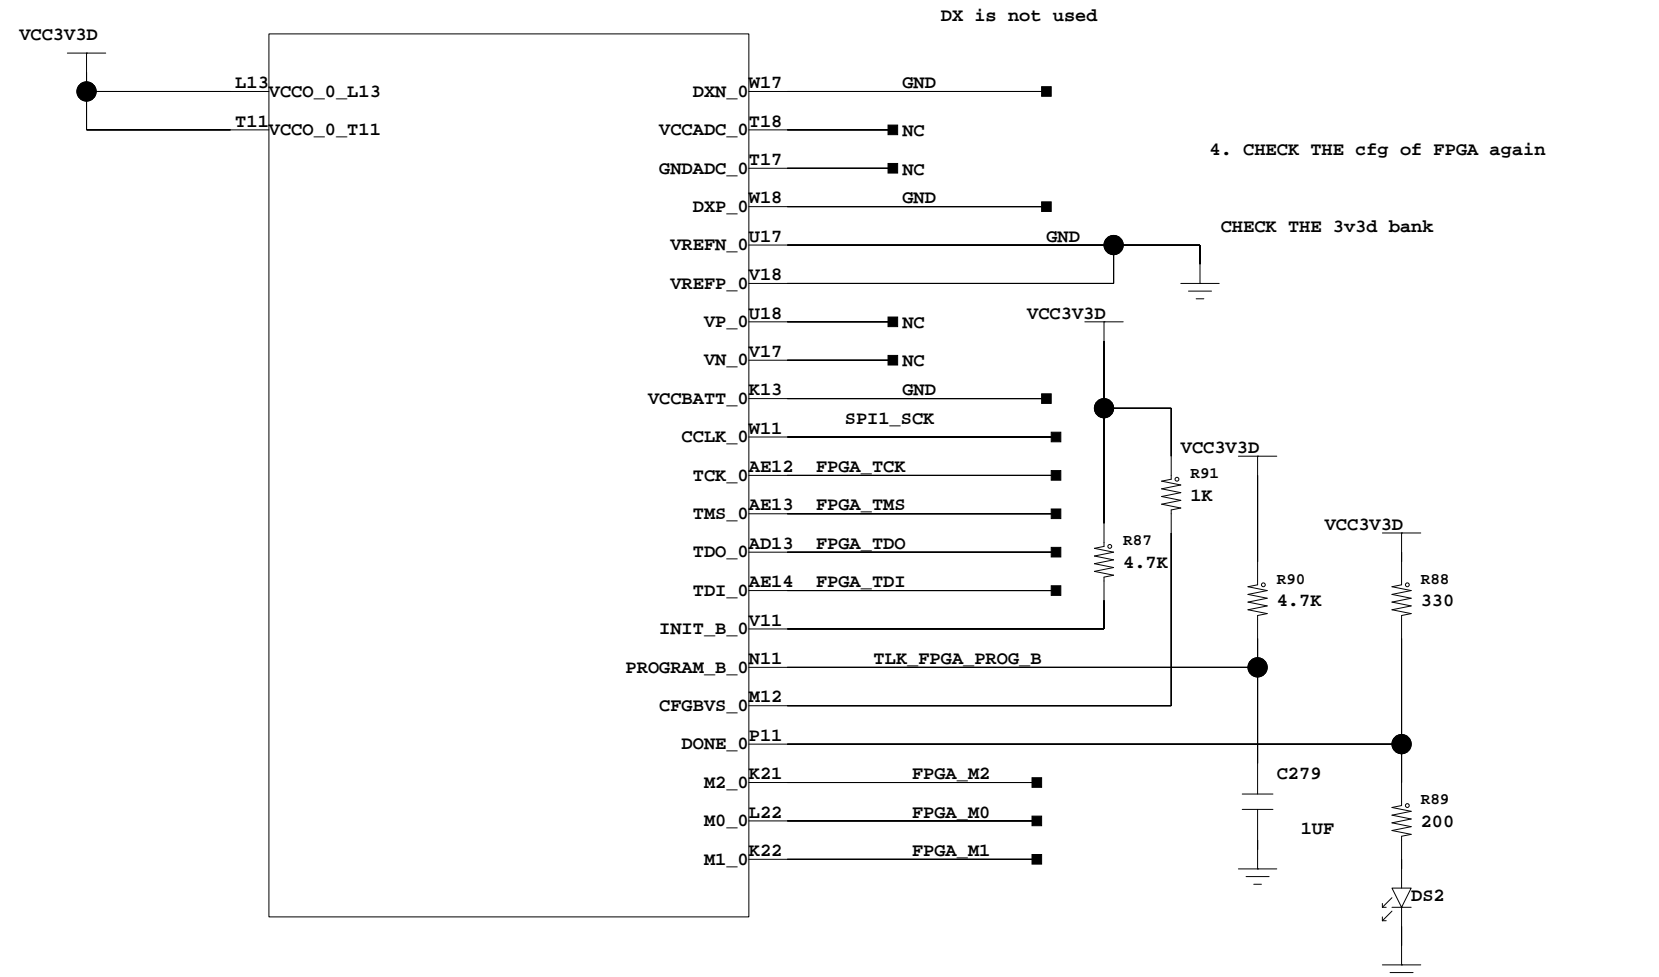 DX is not used
VCC3V3D
L13 VCCO_0_L13
T11 VCCO_0_T11
DXN_0 W17 GND
VCCADC_0 T18 NC
GNDADC_0 T17 NC
4. CHECK THE cfg of FPGA again
DXP_0 W18 GND
CHECK THE 3v3d bank
VREFN_0 U17 GND
VREFP_0 V18
VP_0 U18 NC
VCC3V3D
VN_0 V17 NC
VCCBATT_0 K13 GND
SPI1_SCK
CCLK_0 W11
VCC3V3D
TCK_0 AE12 FPGA_TCK
R91
1K
TMS_0 AE13 FPGA_TMS
VCC3V3D
TDO_0 AD13 FPGA_TDO
R87
4.7K
TDI_0 AE14 FPGA_TDI
R90
4.7K
R88
330
INIT_B_0 V11
PROGRAM_B_0 N11 TLK_FPGA_PROG_B
CFGBVS_0 M12
DONE_0 P11
M2_0 K21 FPGA_M2
C279
1UF
R89
200
M0_0 L22 FPGA_M0
M1_0 K22 FPGA_M1
DS2